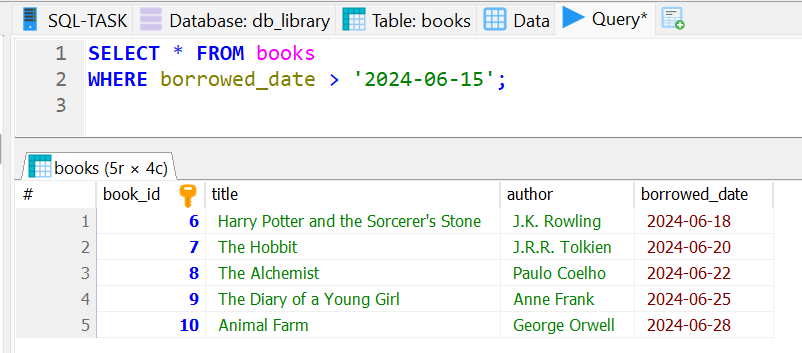 SQL-TASK Database: db_library Table: books Data Query*
1 SELECT * FROM books
2 WHERE borrowed_date > '2024-06-15';
3
books (5r × 4c)
# book_id title author borrowed_date
1 6 Harry Potter and the Sorcerer's Stone J.K. Rowling 2024-06-18
2 7 The Hobbit J.R.R. Tolkien 2024-06-20
3 8 The Alchemist Paulo Coelho 2024-06-22
4 9 The Diary of a Young Girl Anne Frank 2024-06-25
5 10 Animal Farm George Orwell 2024-06-28